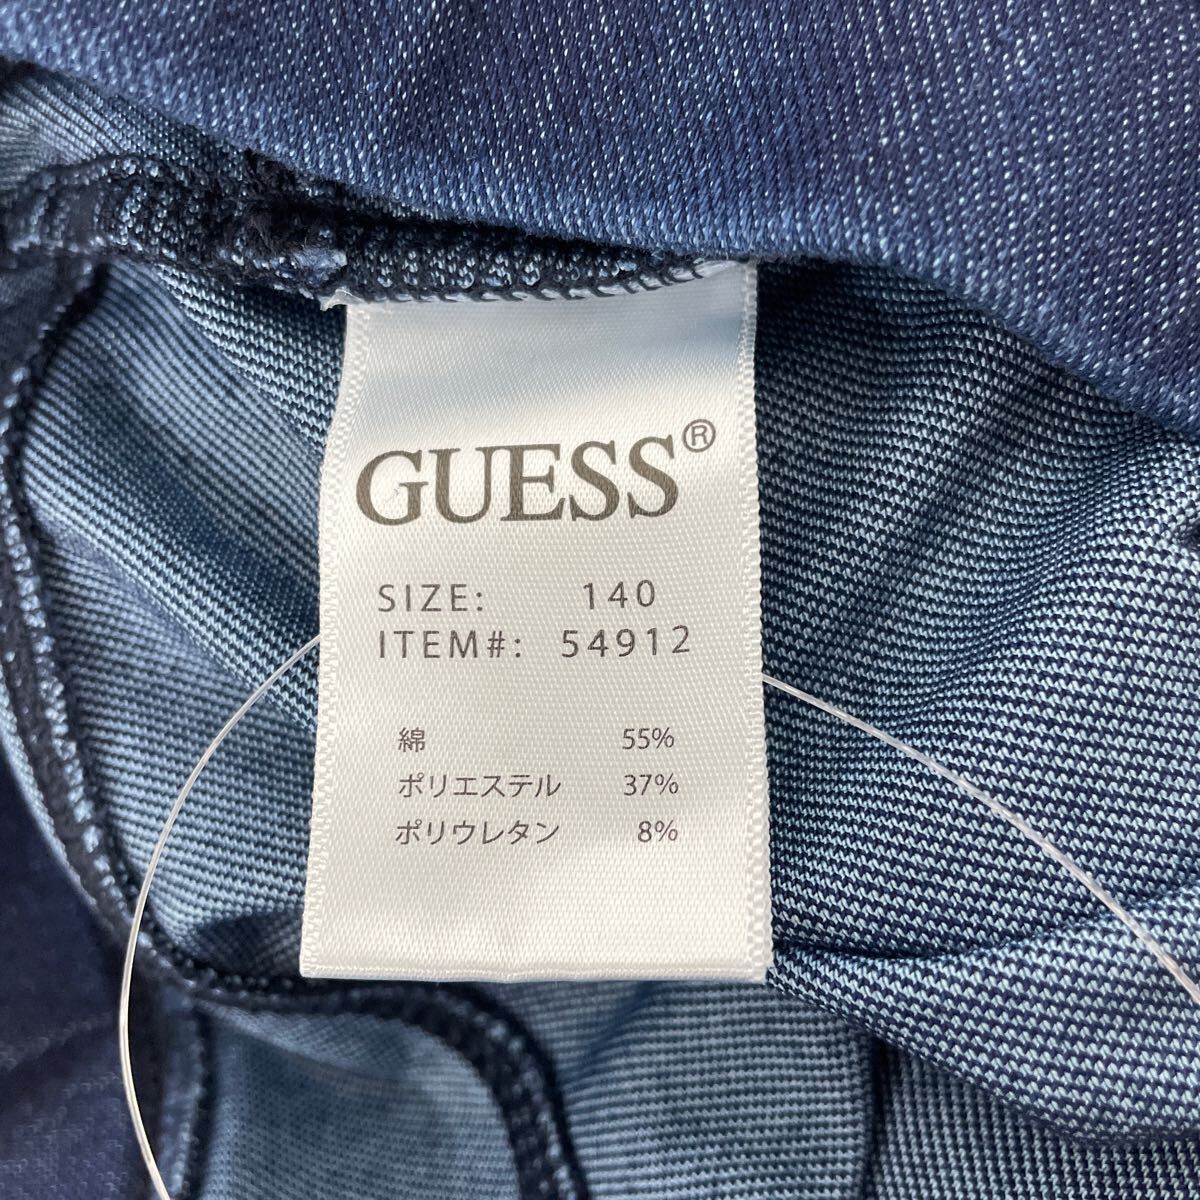 GUESS®
SIZE: 140
ITEM#: 54912
綿 55%
ポリエステル 37%
ポリウレタン 8%